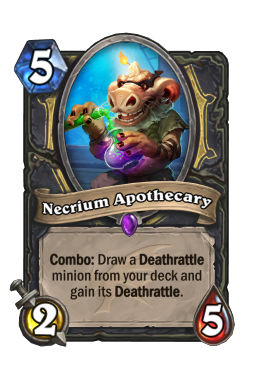 5
Necrium Apothecary
Combo: Draw a Deathrattle
minion from your deck and
gain its Deathrattle.
2
5